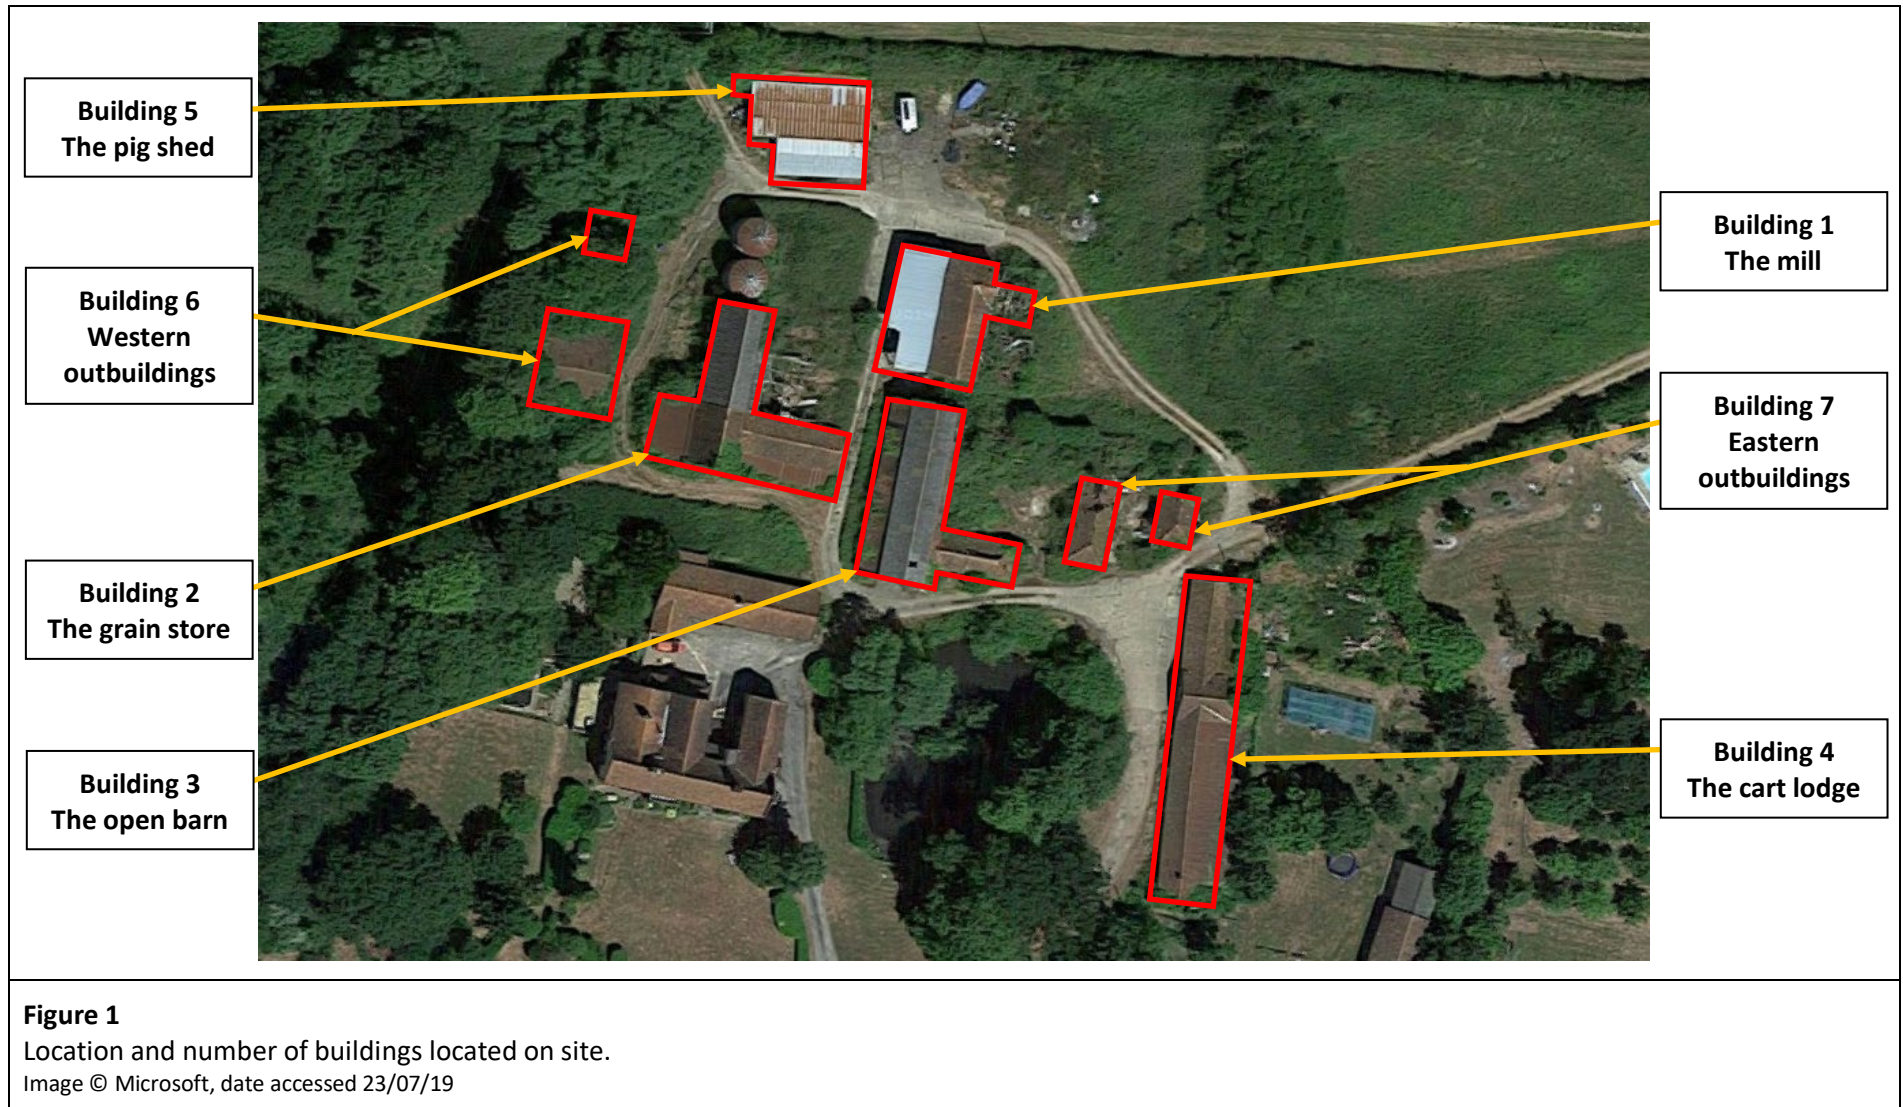 Building 5
The pig shed
Building 1
The mill
Building 6
Western
outbuildings
Building 7
Eastern
outbuildings
Building 2
The grain store
Building 4
The cart lodge
Building 3
The open barn
Figure 1
Location and number of buildings located on site.
Image © Microsoft, date accessed 23/07/19